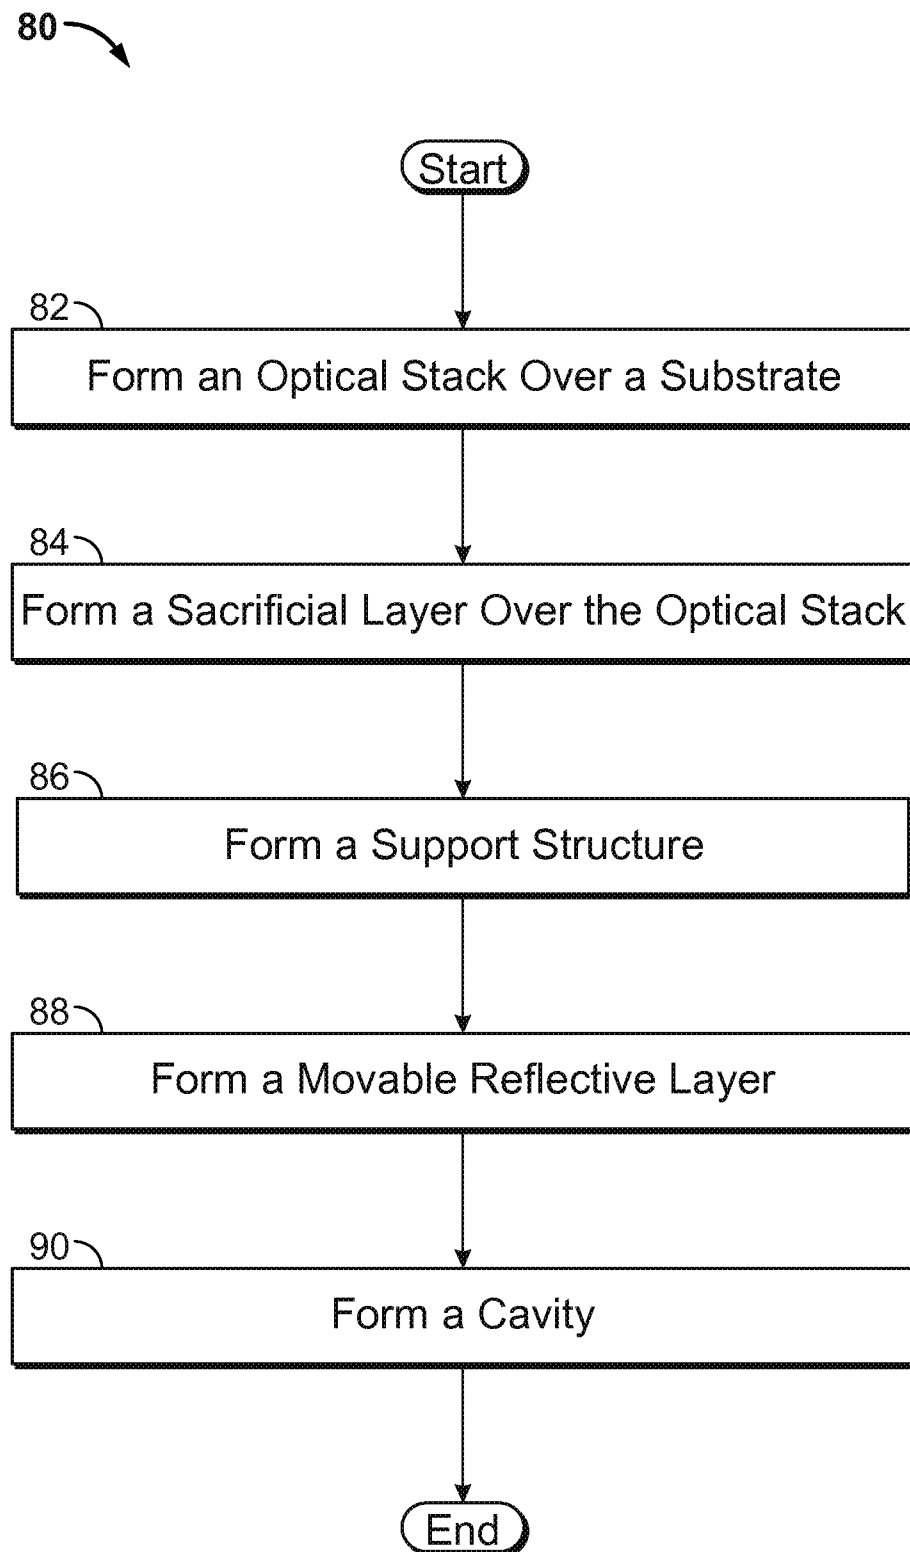 80
Start
82
Form an Optical Stack Over a Substrate
84
Form a Sacrificial Layer Over the Optical Stack
86
Form a Support Structure
88
Form a Movable Reflective Layer
90
Form a Cavity
End